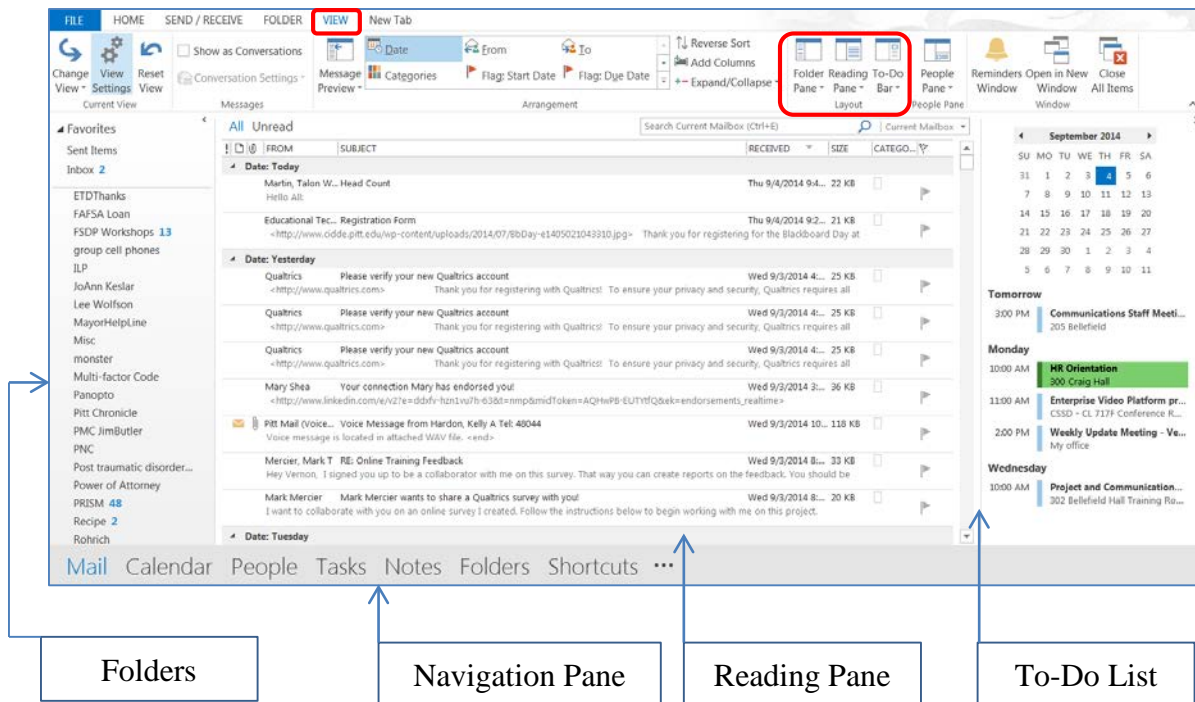 FILE HOME SEND / RECEIVE FOLDER VIEW New Tab
Change View View Settings Reset View
Current View
Show as Conversations
Conversation Settings
Messages
Message Preview
Date From To
Categories Flag: Start Date Flag: Due Date
Reverse Sort
Add Columns
Expand/Collapse
Arrangement
Folder Pane Reading Pane To-Do Bar
Layout
People Pane
People Pane
Reminders Window Open in New Window Close All Items
Window
Favorites
Sent Items
Inbox 2
ETDThanks
FAFSA Loan
FSDP Workshops 13
group cell phones
ILP
JoAnn Keslar
Lee Wolfson
MayorHelpLine
Misc
monster
Multi-factor Code
Panopto
Pitt Chronicle
PMC JimButler
PNC
Post traumatic disorder...
Power of Attorney
PRISM 48
Recipe 2
Rohrich
All Unread
Search Current Mailbox (Ctrl+E) Current Mailbox
FROM SUBJECT RECEIVED SIZE CATEGO...
Date: Today
Martin, Talon W... Head Count Thu 9/4/2014 9:4... 22 KB
Hello All:
Educational Tec... Registration Form Thu 9/4/2014 9:2... 21 KB
<http://www.cidde.pitt.edu/wp-content/uploads/2014/07/BbDay-e1405021043310.jpg> Thank you for registering for the Blackboard Day at
Date: Yesterday
Qualtrics Please verify your new Qualtrics account Wed 9/3/2014 4:... 25 KB
<http://www.qualtrics.com> Thank you for registering with Qualtrics! To ensure your privacy and security, Qualtrics requires all
Qualtrics Please verify your new Qualtrics account Wed 9/3/2014 4:... 25 KB
<http://www.qualtrics.com> Thank you for registering with Qualtrics! To ensure your privacy and security, Qualtrics requires all
Qualtrics Please verify your new Qualtrics account Wed 9/3/2014 4:... 25 KB
<http://www.qualtrics.com> Thank you for registering with Qualtrics! To ensure your privacy and security, Qualtrics requires all
Mary Shea Your connection Mary has endorsed you! Wed 9/3/2014 3:... 36 KB
Pitt Mail (Voice... Voice Message from Hardon, Kelly A Tel: 48044 Wed 9/3/2014 10... 118 KB
Voice message is located in attached WAV file. <end>
Mercier, Mark T RE: Online Training Feedback Wed 9/3/2014 8:... 33 KB
Hey Vernon, I signed you up to be a collaborator with me on this survey. That way you can create reports on the feedback. You should be
Mark Mercier Mark Mercier wants to share a Qualtrics survey with you! Wed 9/3/2014 8:... 20 KB
I want to collaborate with you on an online survey I created. Follow the instructions below to begin working with me on this project.
Date: Tuesday
September 2014
SU MO TU WE TH FR SA
31 1 2 3 4 5 6
7 8 9 10 11 12 13
14 15 16 17 18 19 20
21 22 23 24 25 26 27
28 29 30 1 2 3 4
5 6 7 8 9 10 11
Tomorrow
3:00 PM Communications Staff Meeti...
205 Bellefield
Monday
10:00 AM HR Orientation
300 Craig Hall
11:00 AM Enterprise Video Platform pr...
CSSD - CL 717F Conference R...
2:00 PM Weekly Update Meeting - Ve...
My office
Wednesday
10:00 AM Project and Communication...
302 Bellefield Hall Training Ro...
Mail Calendar People Tasks Notes Folders Shortcuts •••
Folders
Navigation Pane
Reading Pane
To-Do List